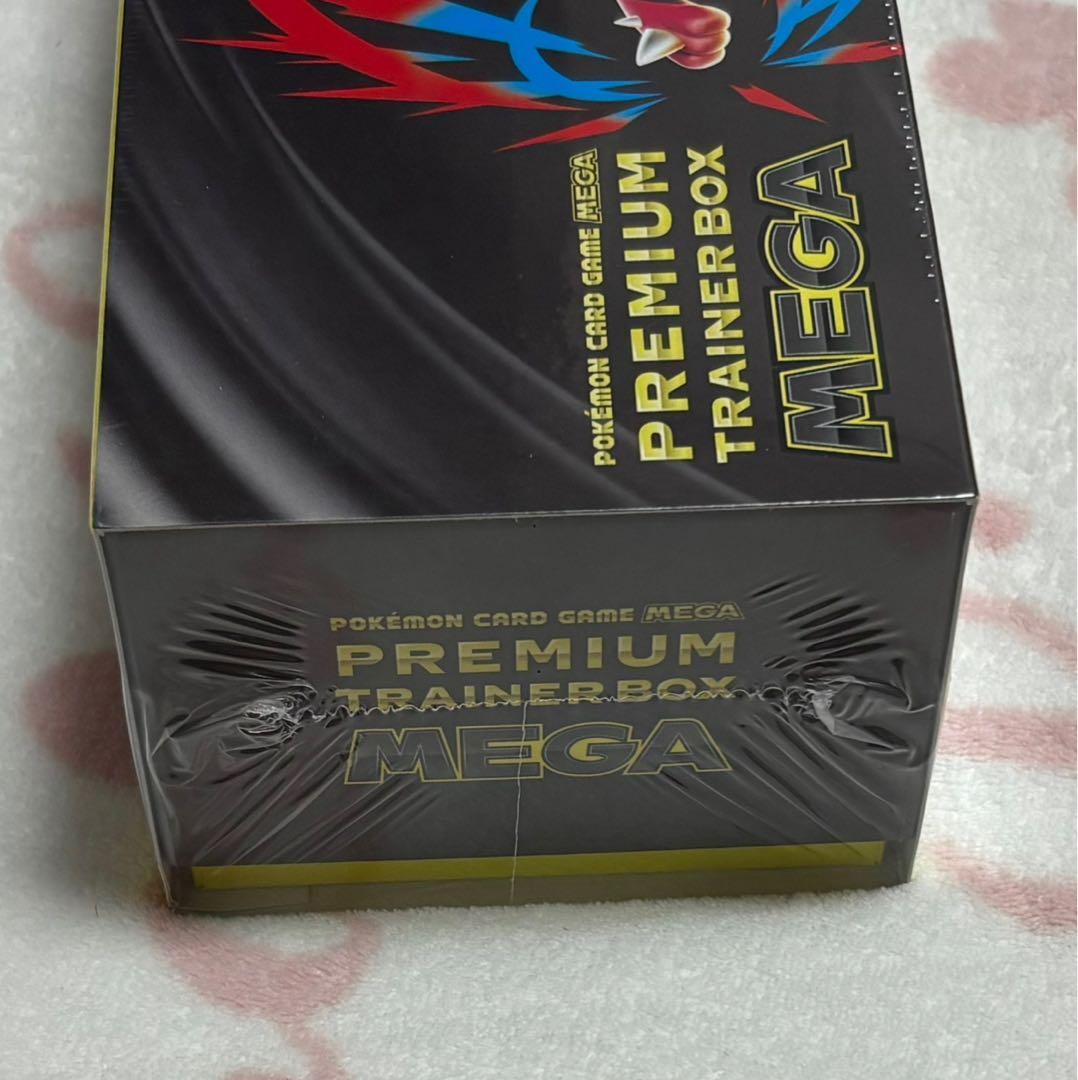 POKÉMON CARD GAME MEGA
PREMIUM
TRAINER BOX
MEGA
POKÉMON CARD GAME MEGA
PREMIUM
TRAINER BOX
MEGA